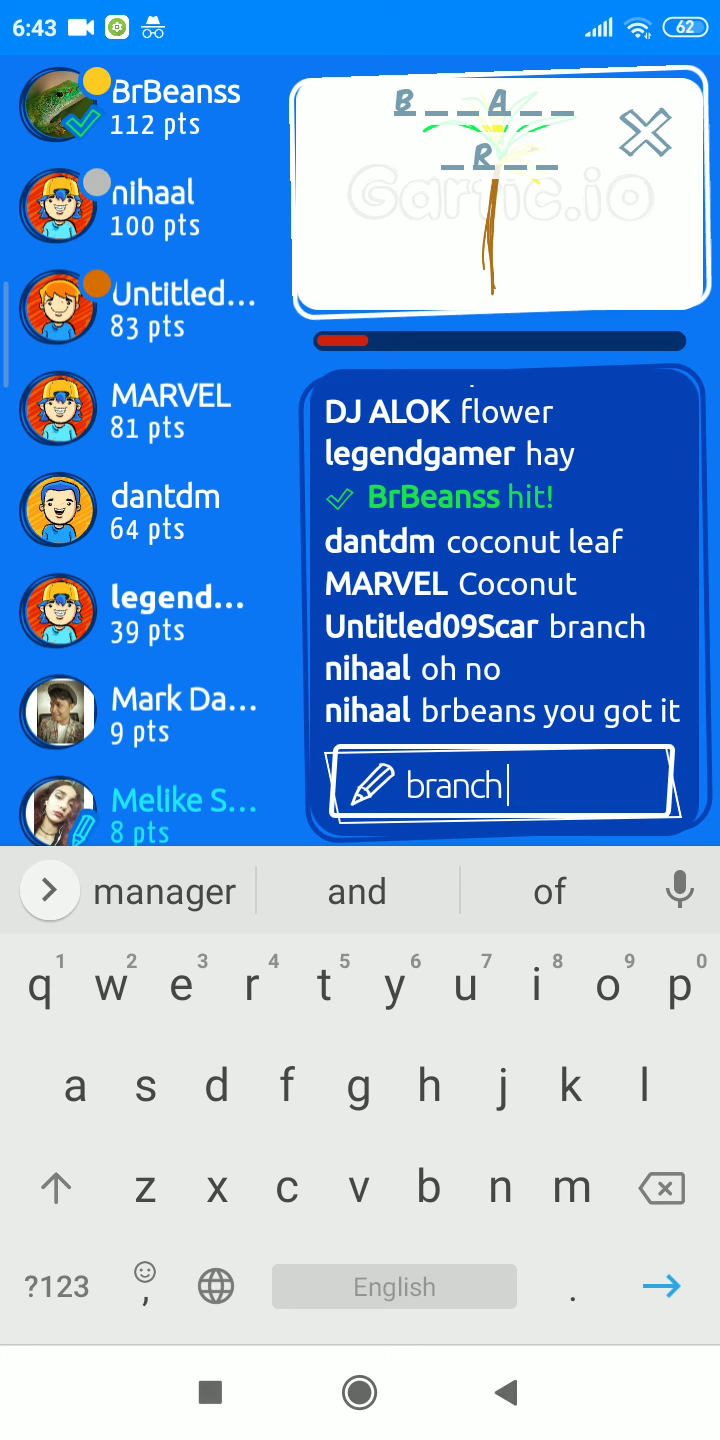 6:43 62
BrBeanss
112 pts
nihaal
100 pts
Untitled...
83 pts
MARVEL
81 pts
dantdm
64 pts
legend...
39 pts
Mark Da...
9 pts
Melike S...
8 pts
B _ _ A _ _
_ R _ _
Gartic.io
DJ ALOK flower
legendgamer hay
BrBeanss hit!
dantdm coconut leaf
MARVEL Coconut
Untitled09Scar branch
nihaal oh no
nihaal brbeans you got it
branch
manager and of
1 2 3 4 5 6 7 8 9 0
q w e r t y u i o p
a s d f g h j k l
z x c v b n m
?123 , English .